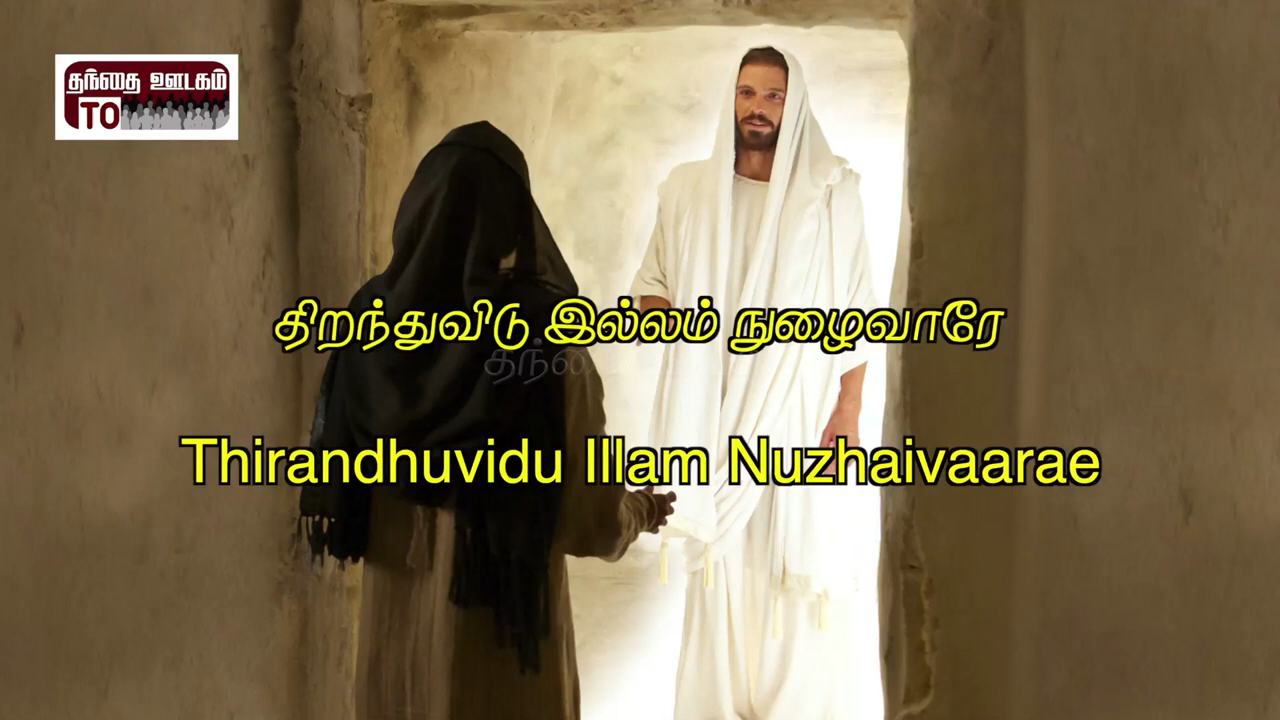 தந்தை ஊடகம்
TO
திறந்துவிடு இல்லம் நுழைவாரே
Thirandhuvidu Illam Nuzhaivaarae